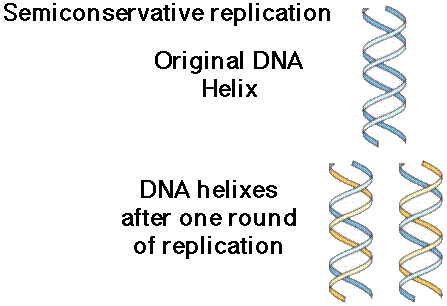 Semiconservative replication
Original DNA
Helix
DNA helixes
after one round
of replication